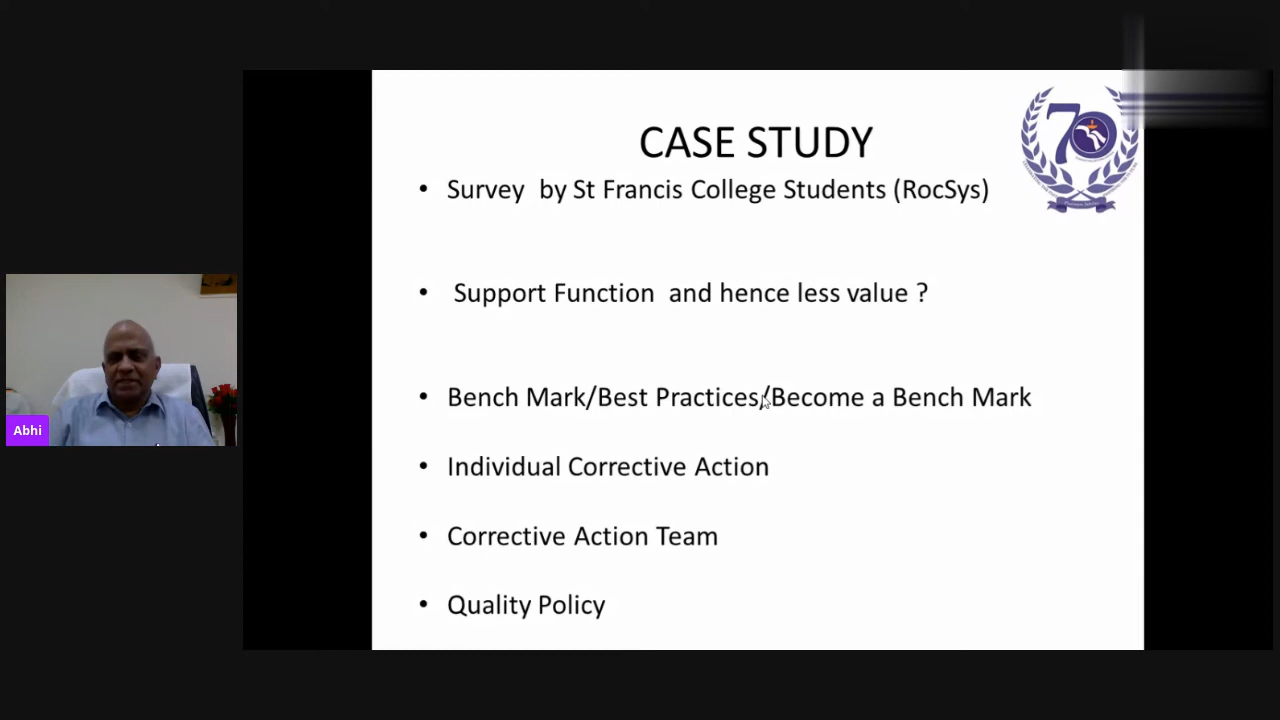 CASE STUDY
• Survey by St Francis College Students (RocSys)
• Support Function and hence less value ?
• Bench Mark/Best Practices/Become a Bench Mark
• Individual Corrective Action
• Corrective Action Team
• Quality Policy
70
Abhi